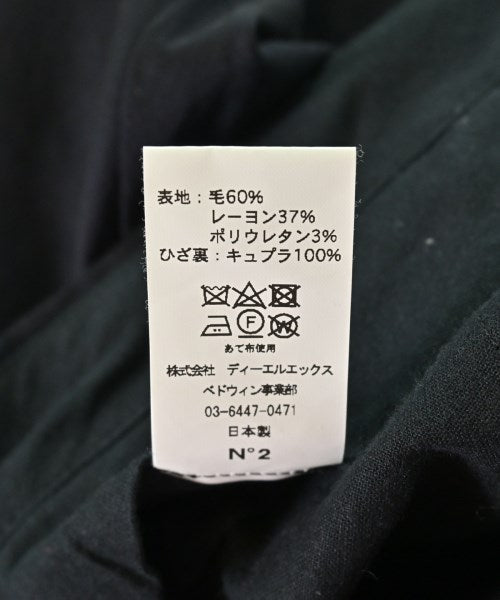 表地：毛60%
レーヨン37%
ポリウレタン3%
ひざ裏：キュプラ100%
F
W
あて布使用
株式会社 ディーエルエックス
ベドウィン事業部
03-6447-0471
日本製
N°2